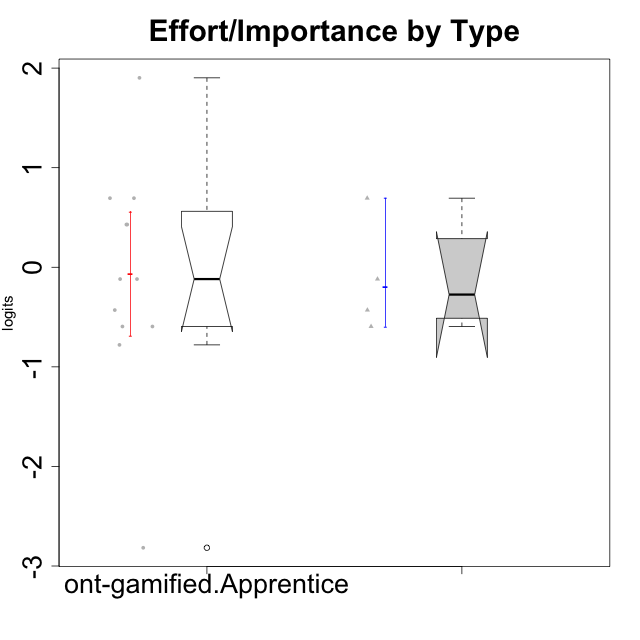 Effort/Importance by Type
2
1
0
-1
-2
-3
logits
ont-gamified.Apprentice